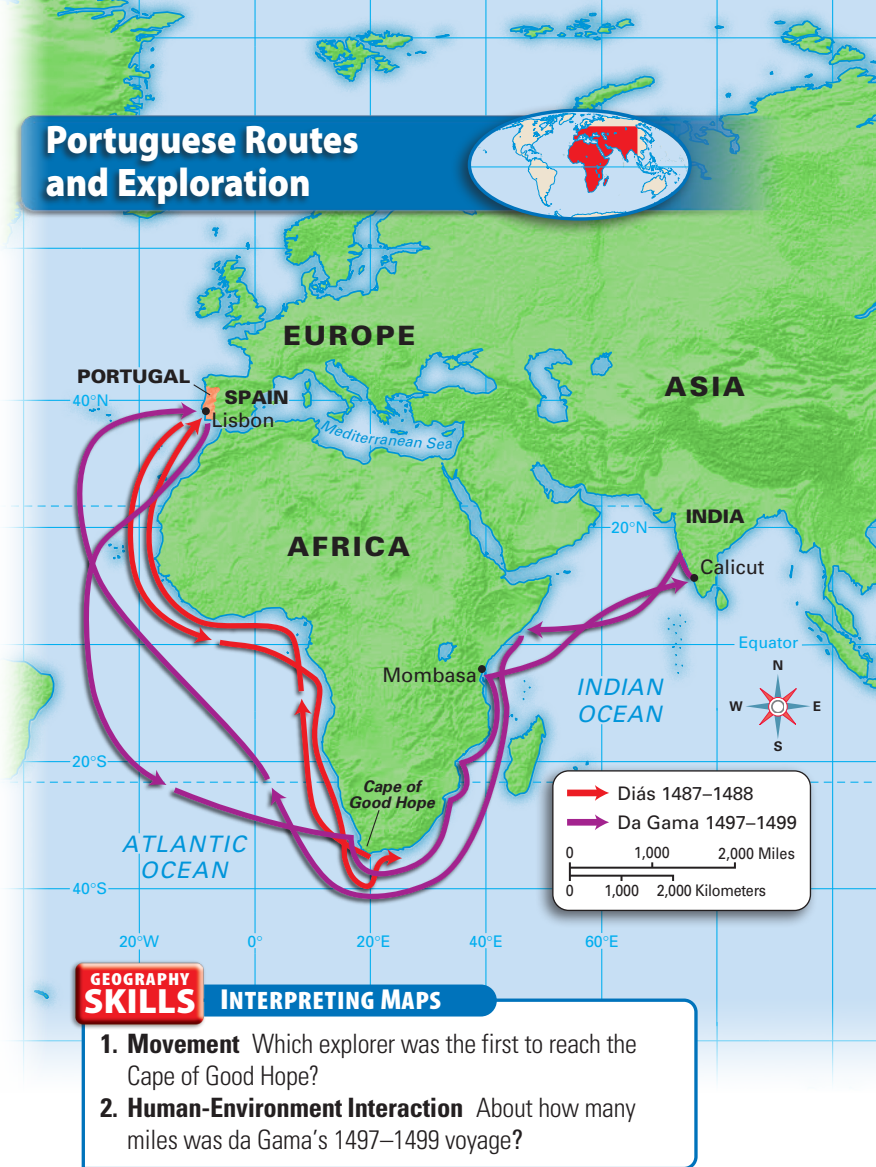 Portuguese Routes
and Exploration
EUROPE
PORTUGAL
SPAIN
ASIA
40°N
Lisbon
Mediterranean Sea
INDIA
20°N
AFRICA
Calicut
Equator
Mombasa
INDIAN
OCEAN
N
W
E
S
20°S
Cape of
Good Hope
Diás 1487–1488
Da Gama 1497–1499
0 1,000 2,000 Miles
0 1,000 2,000 Kilometers
ATLANTIC
OCEAN
40°S
20°W 0° 20°E 40°E 60°E
GEOGRAPHY
SKILLS
INTERPRETING MAPS
1. Movement Which explorer was the first to reach the
Cape of Good Hope?
2. Human-Environment Interaction About how many
miles was da Gama's 1497–1499 voyage?